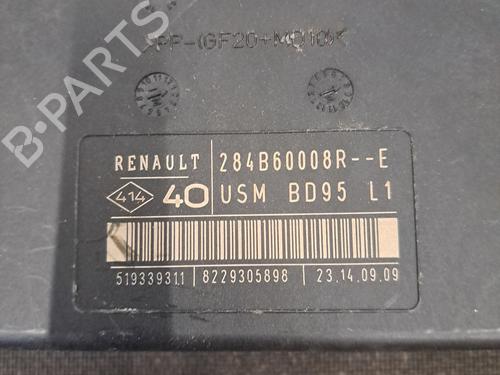 >PP-(GF20+MD10)<
RENAULT 284B60008R--E
414 40 USM BD95 L1
519339311 8229305898 23.14.09.09
B-PARTS